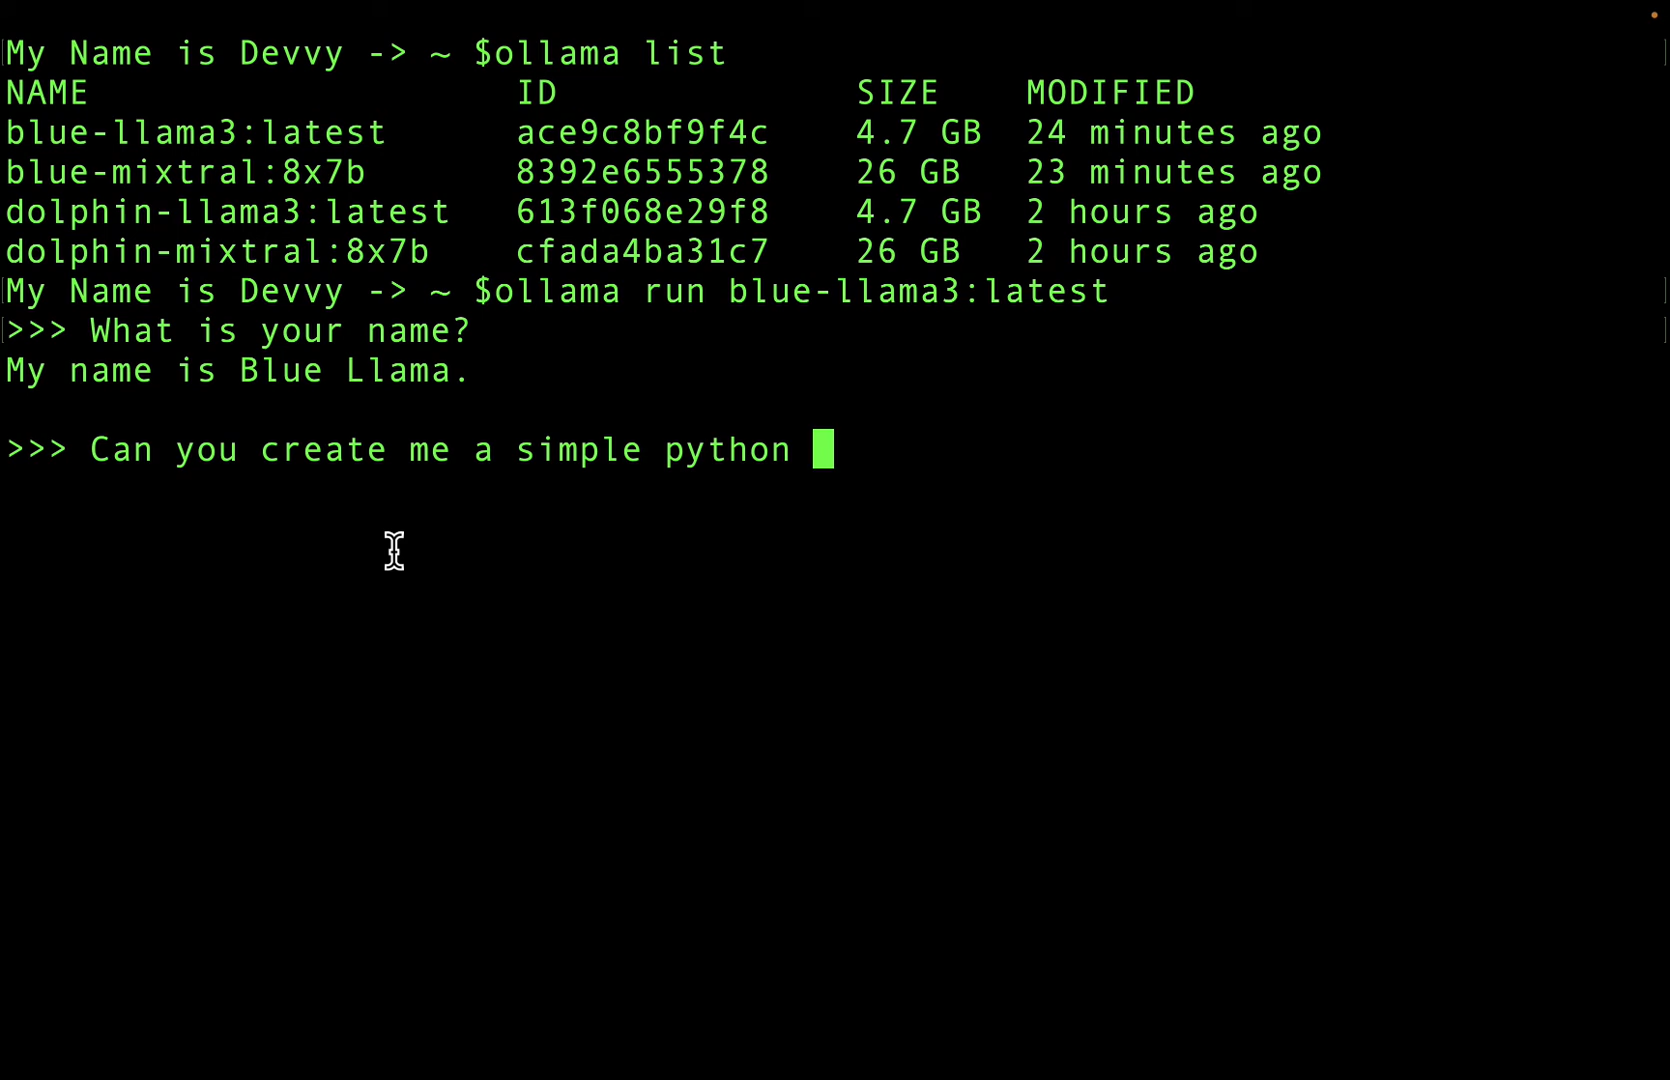 My Name is Devvy -> ~ $ollama list
NAME ID SIZE MODIFIED
blue-llama3:latest ace9c8bf9f4c 4.7 GB 24 minutes ago
blue-mixtral:8x7b 8392e6555378 26 GB 23 minutes ago
dolphin-llama3:latest 613f068e29f8 4.7 GB 2 hours ago
dolphin-mixtral:8x7b cfada4ba31c7 26 GB 2 hours ago
My Name is Devvy -> ~ $ollama run blue-llama3:latest
>>> What is your name?
My name is Blue Llama.
>>> Can you create me a simple python